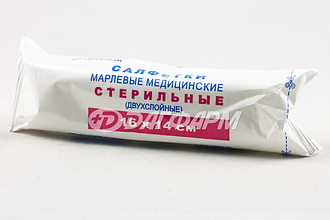 САЛФЕТКИ
МАРЛЕВЫЕ МЕДИЦИНСКИЕ
СТЕРИЛЬНЫЕ
(ДВУХСЛОЙНЫЕ)
16 х 14 см